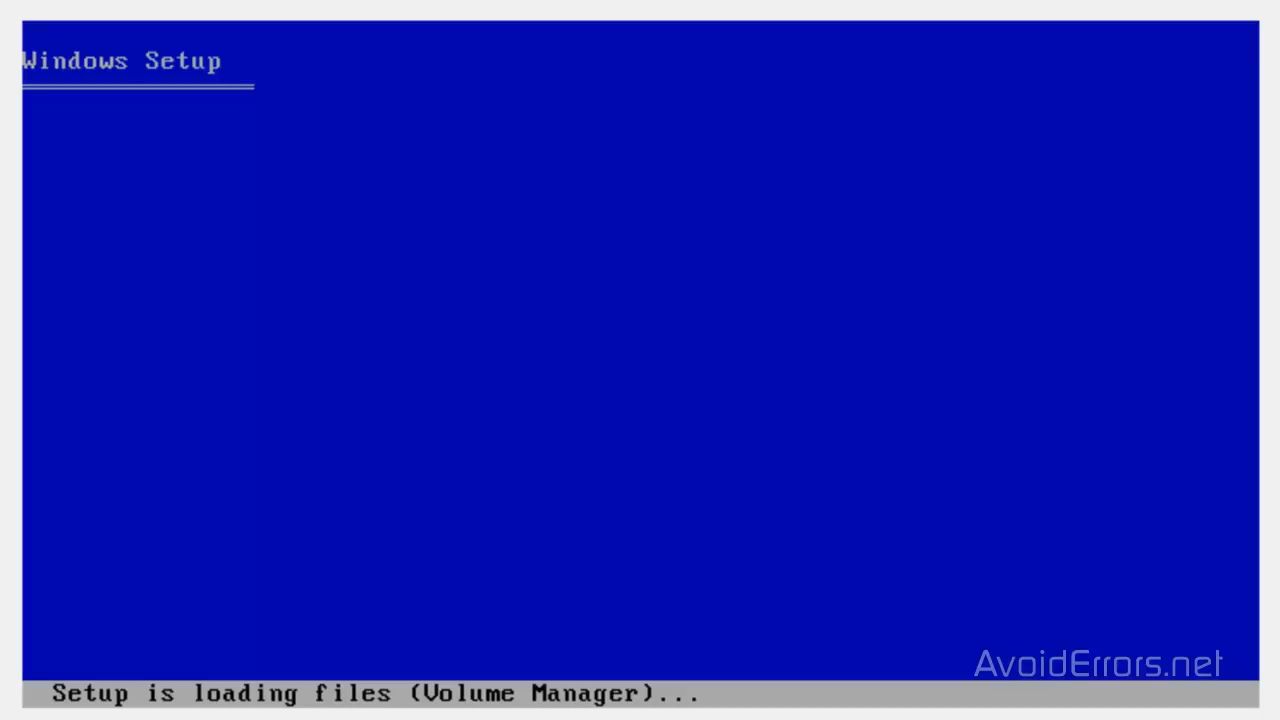 Windows Setup
AvoidErrors.net
Setup is loading files (Volume Manager)...